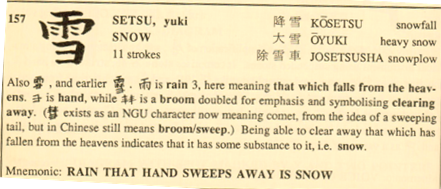 157 雪 SETSU, yuki 降雪 KŌSETSU snowfall
SNOW 大雪 ŌYUKI heavy snow
11 strokes 除雪車 JOSETSUSHA snowplow
Also , and earlier . 雨 is rain 3, here meaning that which falls from the heav-
ens. ヨ is hand, while 丰丰 is a broom doubled for emphasis and symbolising clearing
away. (彗 exists as an NGU character now meaning comet, from the idea of a sweeping
tail, but in Chinese still means broom/sweep.) Being able to clear away that which has
fallen from the heavens indicates that it has some substance to it, i.e. snow.
Mnemonic: RAIN THAT HAND SWEEPS AWAY IS SNOW